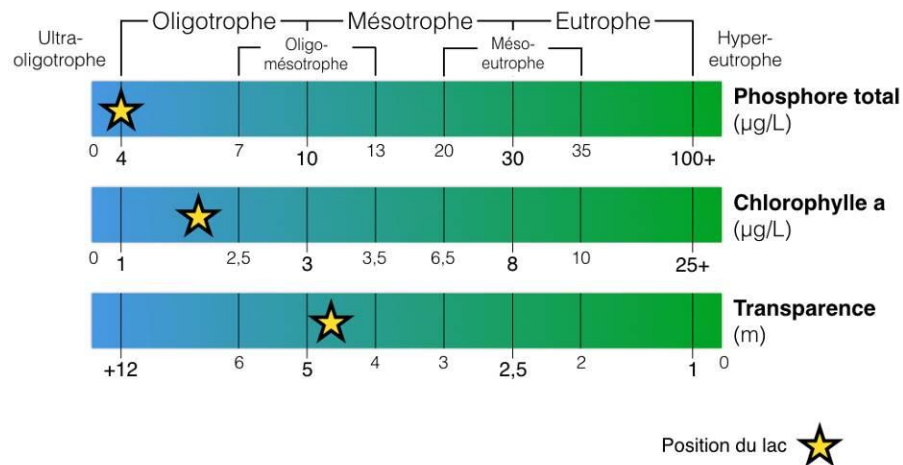 Oligotrophe Mésotrophe Eutrophe
Ultra-
oligotrophe
Oligo-
mésotrophe
Méso-
eutrophe
Hyper-
eutrophe
Phosphore total
(µg/L)
0 4 7 10 13 20 30 35 100+
Chlorophylle a
(µg/L)
0 1 2,5 3 3,5 6,5 8 10 25+
Transparence
(m)
+12 6 5 4 3 2,5 2 1 0
Position du lac